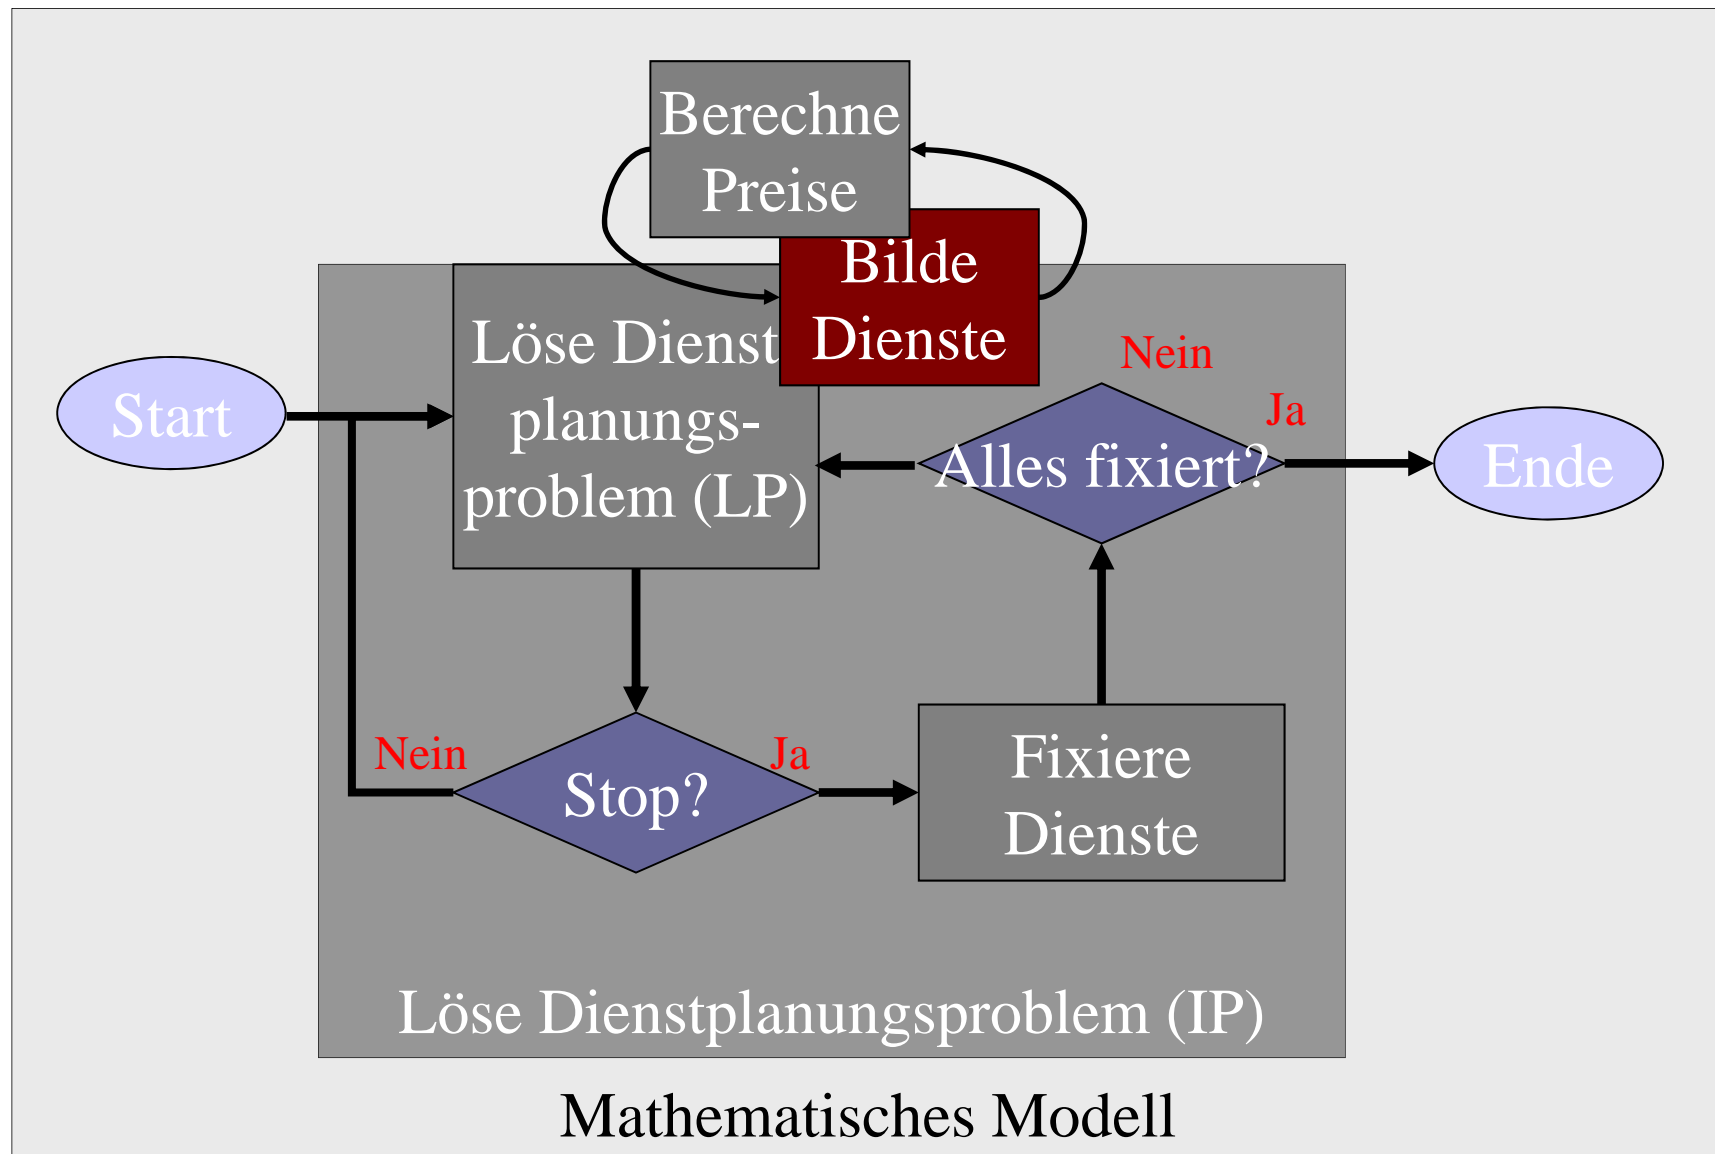 Berechne
Preise
Bilde
Dienste
Löse Dienst
planungs-
problem (LP)
Start
Nein
Ja
Alles fixiert?
Ende
Nein
Ja
Stop?
Fixiere
Dienste
Löse Dienstplanungsproblem (IP)
Mathematisches Modell